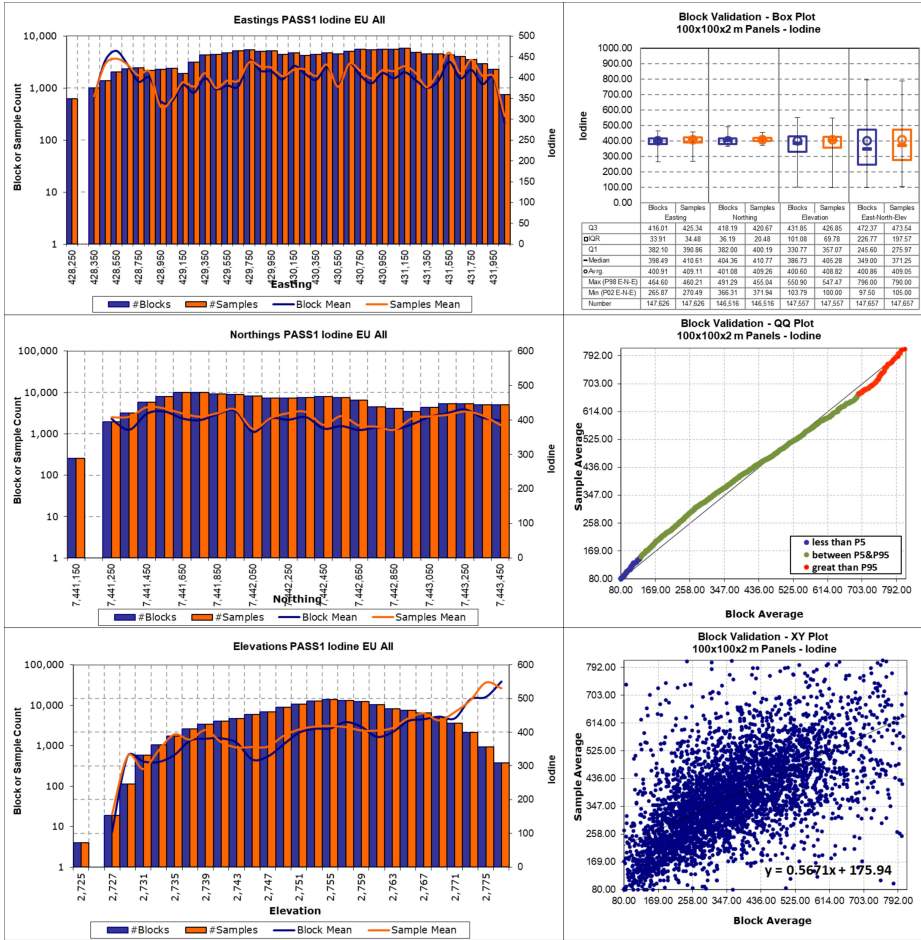 Eastings PASS1 Iodine EU All
10,000
1,000
100
10
1
500
450
400
350
300
250
200
150
100
50
0
Block or Sample Count
Iodine
428,250
428,350
428,550
428,750
428,950
429,150
429,350
429,550
429,750
429,950
430,150
430,350
430,550
430,750
430,950
431,150
431,350
431,550
431,750
431,950
Easting
#Blocks #Samples Block Mean Samples Mean
Block Validation - Box Plot
100x100x2 m Panels - Iodine
1000.00
900.00
800.00
700.00
600.00
500.00
400.00
300.00
200.00
100.00
0.00
Iodine
Blocks Samples Blocks Samples Blocks Samples Blocks Samples
Easting Northing Elevation East-North-Elev
Q3 416.01 425.34 418.19 420.67 431.85 426.85 472.37 473.54
IQR 33.91 34.48 36.19 20.48 101.08 69.78 226.77 197.57
Q1 382.10 390.86 382.00 400.19 330.77 357.07 245.60 275.97
Median 398.49 410.61 404.36 410.77 386.73 405.28 349.00 371.25
Avrg. 400.91 409.11 401.08 409.26 400.60 408.82 400.86 409.05
Max (P98 E-N-E) 464.60 460.21 491.29 455.04 550.90 547.47 796.00 790.00
Min (P02 E-N-E) 265.87 270.49 366.31 371.94 103.79 100.00 97.50 105.00
Number 147,626 147,626 146,516 146,516 147,557 147,557 147,657 147,657
Northings PASS1 Iodine EU All
100,000
10,000
1,000
100
10
1
600
500
400
300
200
100
0
Block or Sample Count
Iodine
7,441,150
7,441,250
7,441,450
7,441,650
7,441,850
7,442,050
7,442,250
7,442,450
7,442,650
7,442,850
7,443,050
7,443,250
7,443,450
Northing
#Blocks #Samples Block Mean Samples Mean
Block Validation - QQ Plot
100x100x2 m Panels - Iodine
792.00
703.00
614.00
525.00
436.00
347.00
258.00
169.00
80.00
Sample Average
less than P5
between P5&P95
great than P95
80.00 169.00 258.00 347.00 436.00 525.00 614.00 703.00 792.00
Block Average
Elevations PASS1 Iodine EU All
100,000
10,000
1,000
100
10
1
600
500
400
300
200
100
0
Block or Sample Count
Iodine
2,725
2,727
2,731
2,735
2,739
2,743
2,747
2,751
2,755
2,759
2,763
2,767
2,771
2,775
Elevation
#Blocks #Samples Block Mean Sample Mean
Block Validation - XY Plot
100x100x2 m Panels - Iodine
792.00
703.00
614.00
525.00
436.00
347.00
258.00
169.00
80.00
Sample Average
y = 0.5671x + 175.94
80.00 169.00 258.00 347.00 436.00 525.00 614.00 703.00 792.00
Block Average